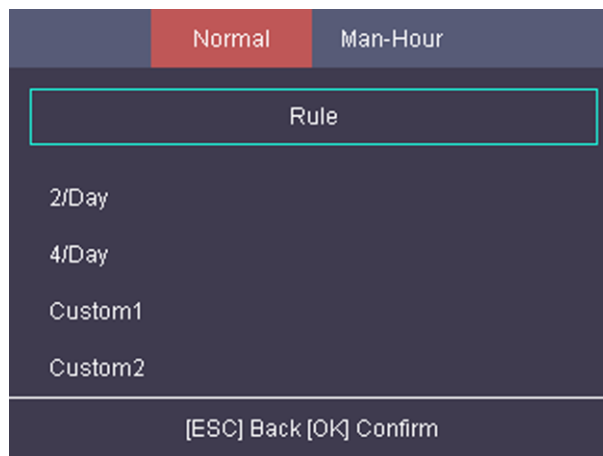 Normal Man-Hour
Rule
2/Day
4/Day
Custom1
Custom2
[ESC] Back [OK] Confirm